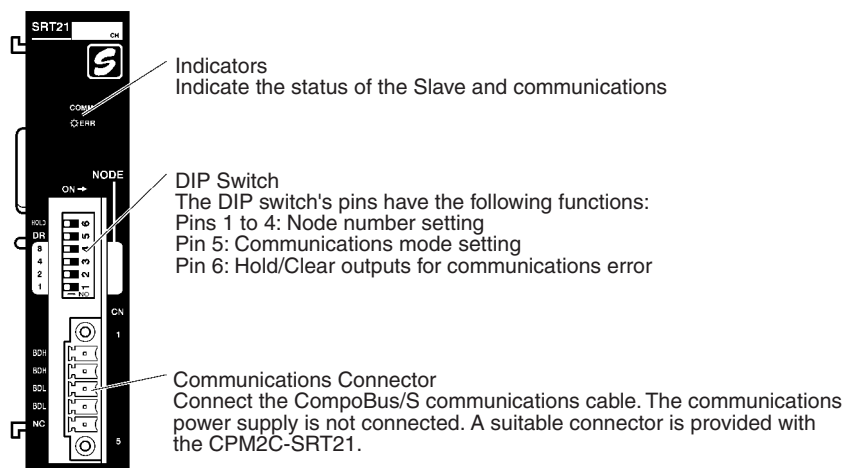 SRT21
CH
S
COMM
ERR
NODE
ON →
HOLD
DR
8
4
2
1
6
5
4
3
2
1
NO
CN
1
BDH
BDH
BDL
BDL
NC
5
Indicators
Indicate the status of the Slave and communications
DIP Switch
The DIP switch's pins have the following functions:
Pins 1 to 4: Node number setting
Pin 5: Communications mode setting
Pin 6: Hold/Clear outputs for communications error
Communications Connector
Connect the CompoBus/S communications cable. The communications
power supply is not connected. A suitable connector is provided with
the CPM2C-SRT21.